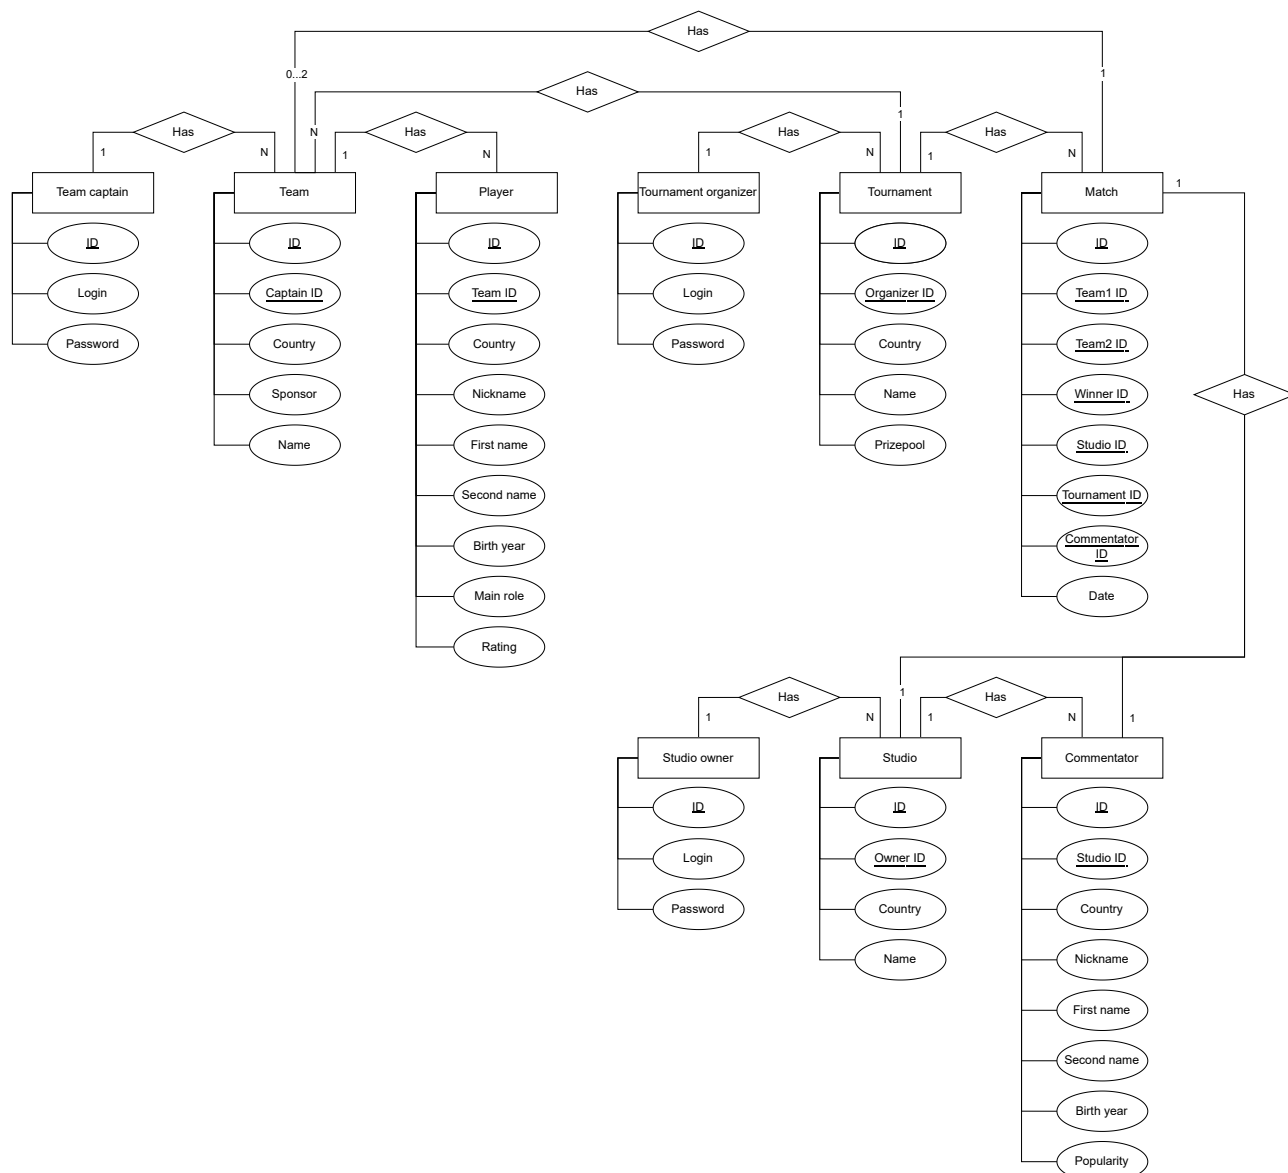 Has
0...2
1
Has
N
1
Has
1
N
Has
1
N
Has
1
N
Has
1
N
Team captain
Team
Player
Tournament organizer
Tournament
Match
1
ID
ID
ID
ID
ID
ID
Login
Captain ID
Team ID
Login
Organizer ID
Team1 ID
Password
Country
Country
Password
Country
Team2 ID
Sponsor
Nickname
Name
Winner ID
Has
Name
First name
Prizepool
Studio ID
Second name
Tournament ID
Birth year
Commentator
ID
Main role
Date
Rating
Has
1
N
1
Has
1
N
1
Studio owner
Studio
Commentator
ID
ID
ID
Login
Owner ID
Studio ID
Password
Country
Country
Name
Nickname
First name
Second name
Birth year
Popularity